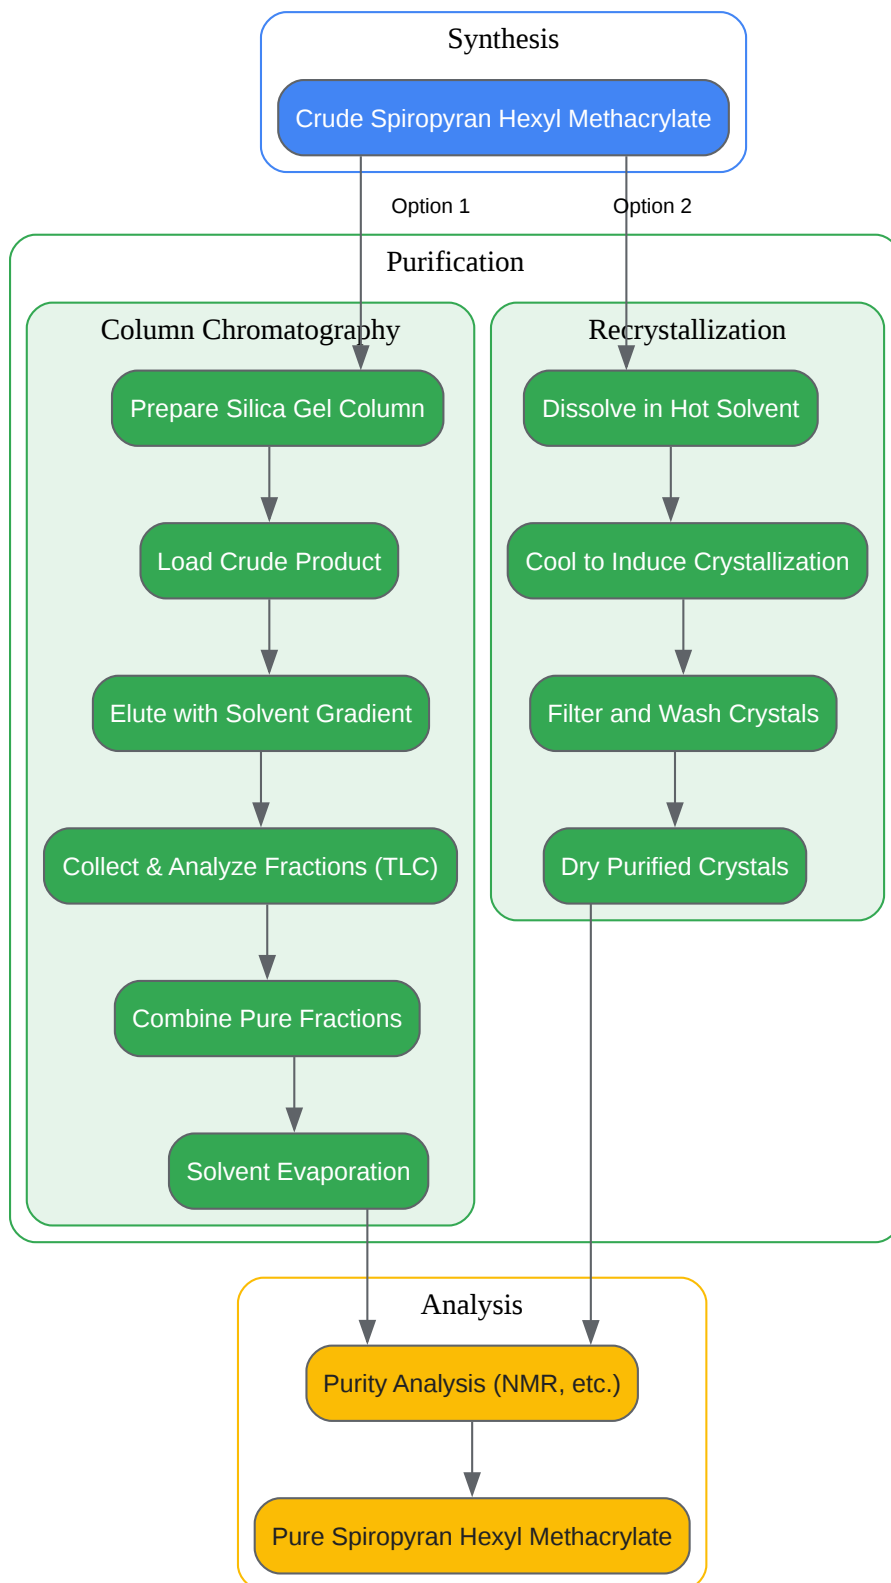 Synthesis
Crude Spiropyran Hexyl Methacrylate
Option 1
Option 2
Purification
Column Chromatography
Prepare Silica Gel Column
Load Crude Product
Elute with Solvent Gradient
Collect & Analyze Fractions (TLC)
Combine Pure Fractions
Solvent Evaporation
Recrystallization
Dissolve in Hot Solvent
Cool to Induce Crystallization
Filter and Wash Crystals
Dry Purified Crystals
Analysis
Purity Analysis (NMR, etc.)
Pure Spiropyran Hexyl Methacrylate